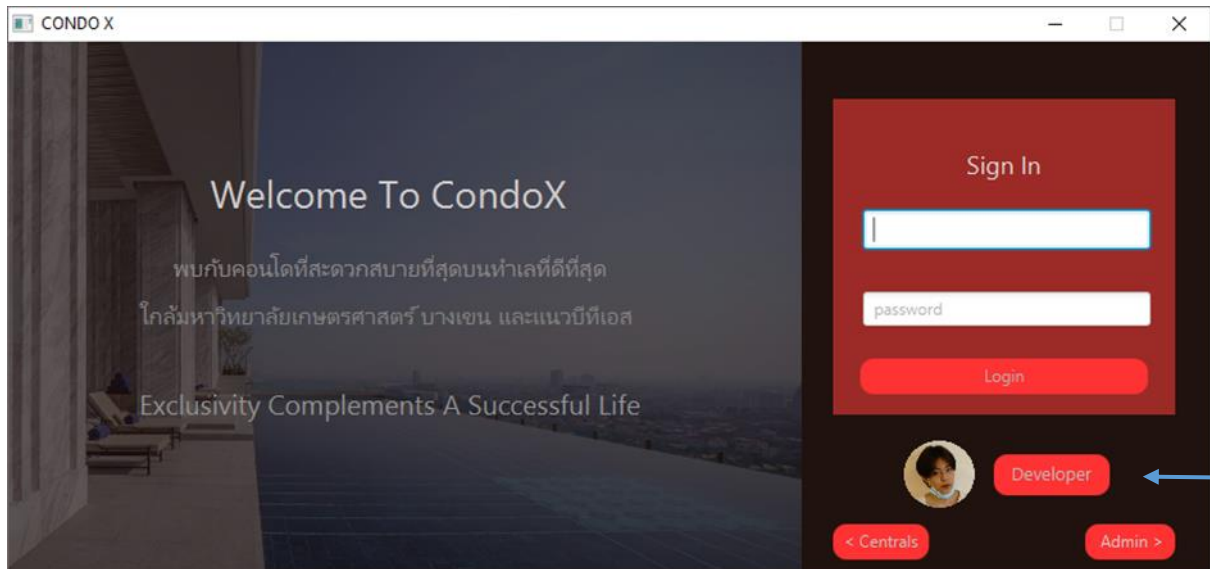 CONDO X
Welcome To CondoX
พบกับคอนโดที่สะดวกสบายที่สุดบนทำเลที่ดีที่สุด
ใกล้มหาวิทยาลัยเกษตรศาสตร์ บางเขน และแนวบีทีเอส
Exclusivity Complements A Successful Life
Sign In
password
Login
Developer
< Centrals
Admin >